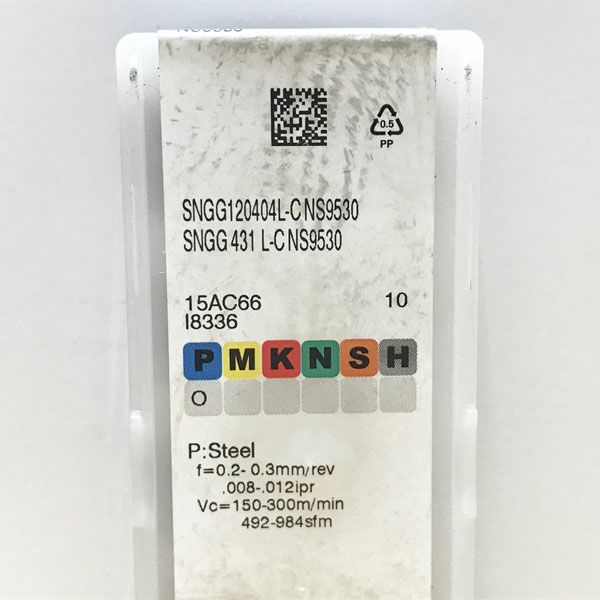 NS9530
0.5
PP
SNGG120404L-C NS9530
SNGG 431 L-C NS9530
15AC66 10
I8336
P M K N S H
O
P:Steel
f=0.2- 0.3mm/rev
.008-.012ipr
Vc=150-300m/min
492-984sfm